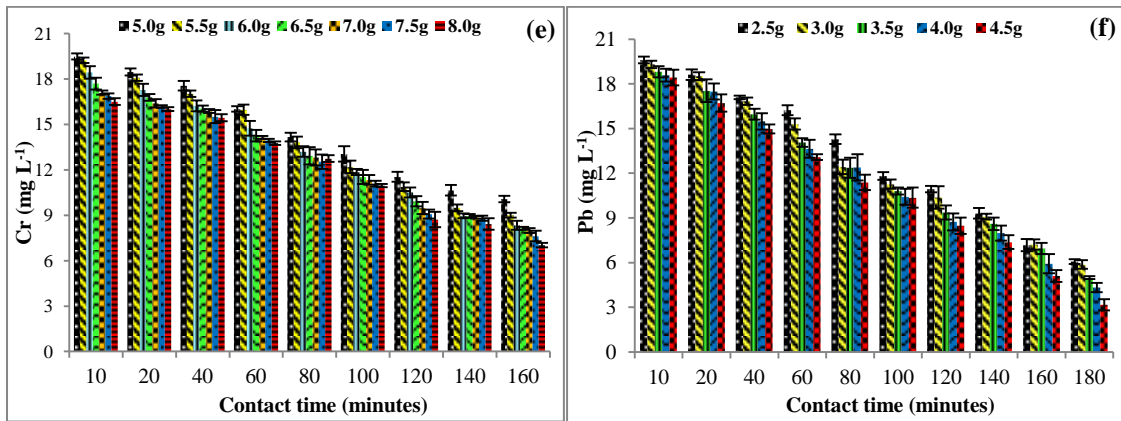 5.0g 5.5g 6.0g 6.5g 7.0g 7.5g 8.0g (e)
21
18
15
12
9
6
3
0
Cr (mg L-1)
10 20 40 60 80 100 120 140 160
Contact time (minutes)
2.5g 3.0g 3.5g 4.0g 4.5g (f)
21
18
15
12
9
6
3
0
Pb (mg L-1)
10 20 40 60 80 100 120 140 160 180
Contact time (minutes)